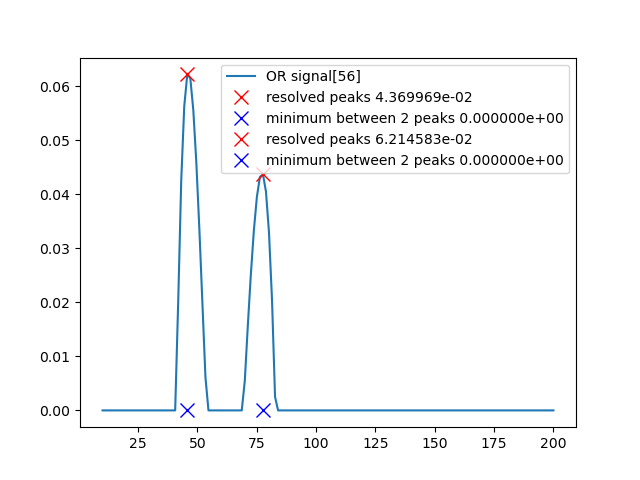 OR signal[56]
resolved peaks 4.369969e-02
minimum between 2 peaks 0.000000e+00
resolved peaks 6.214583e-02
minimum between 2 peaks 0.000000e+00
0.06
0.05
0.04
0.03
0.02
0.01
0.00
25 50 75 100 125 150 175 200